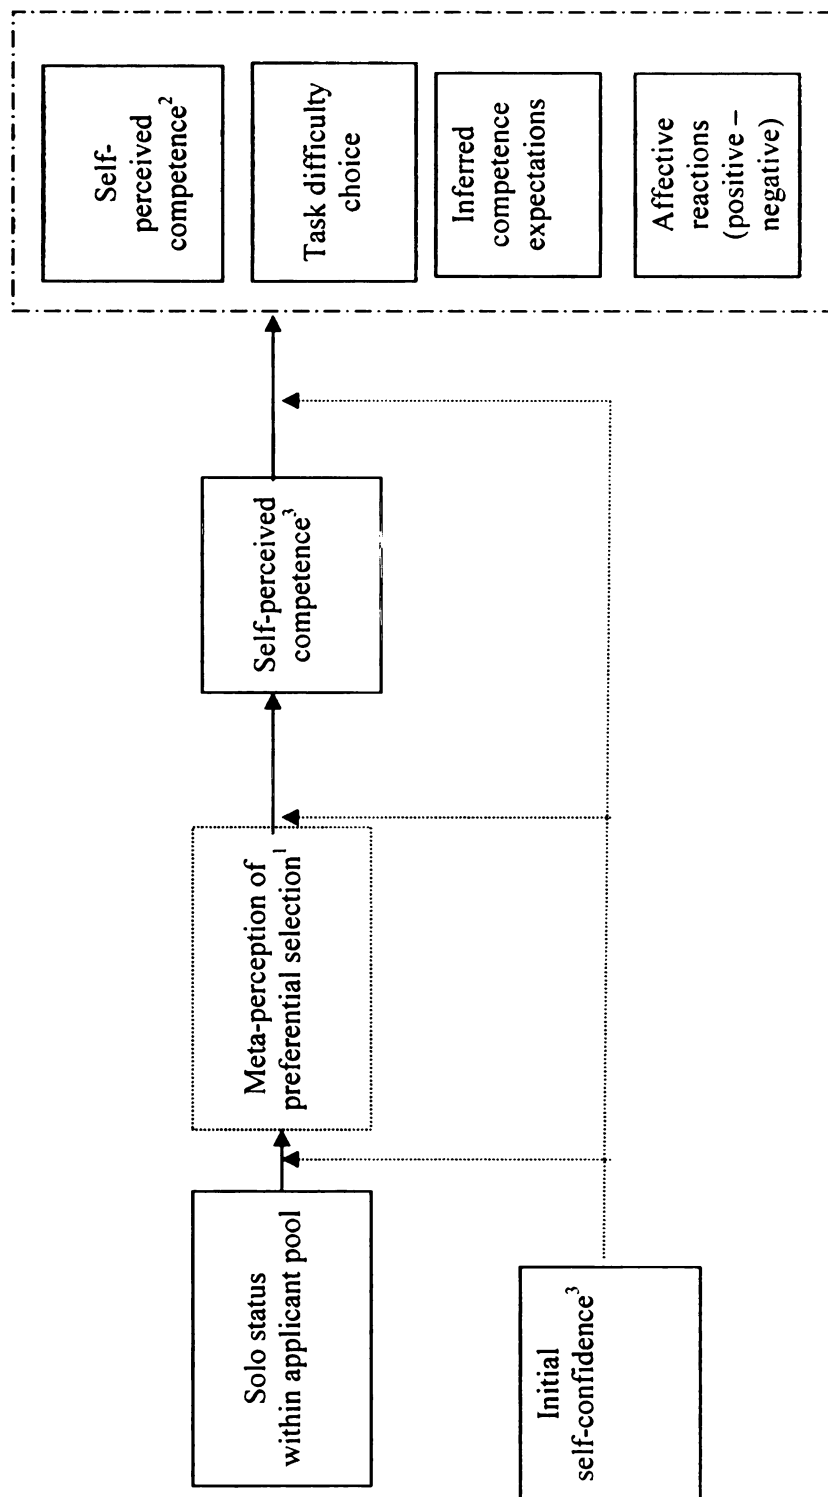 Solo status
within applicant pool
Initial
self-confidence³
Meta-perception of
preferential selection¹
Self-perceived
competence³
Self-
perceived
competence²
Task difficulty
choice
Inferred
competence
expectations
Affective
reactions
(positive –
negative)